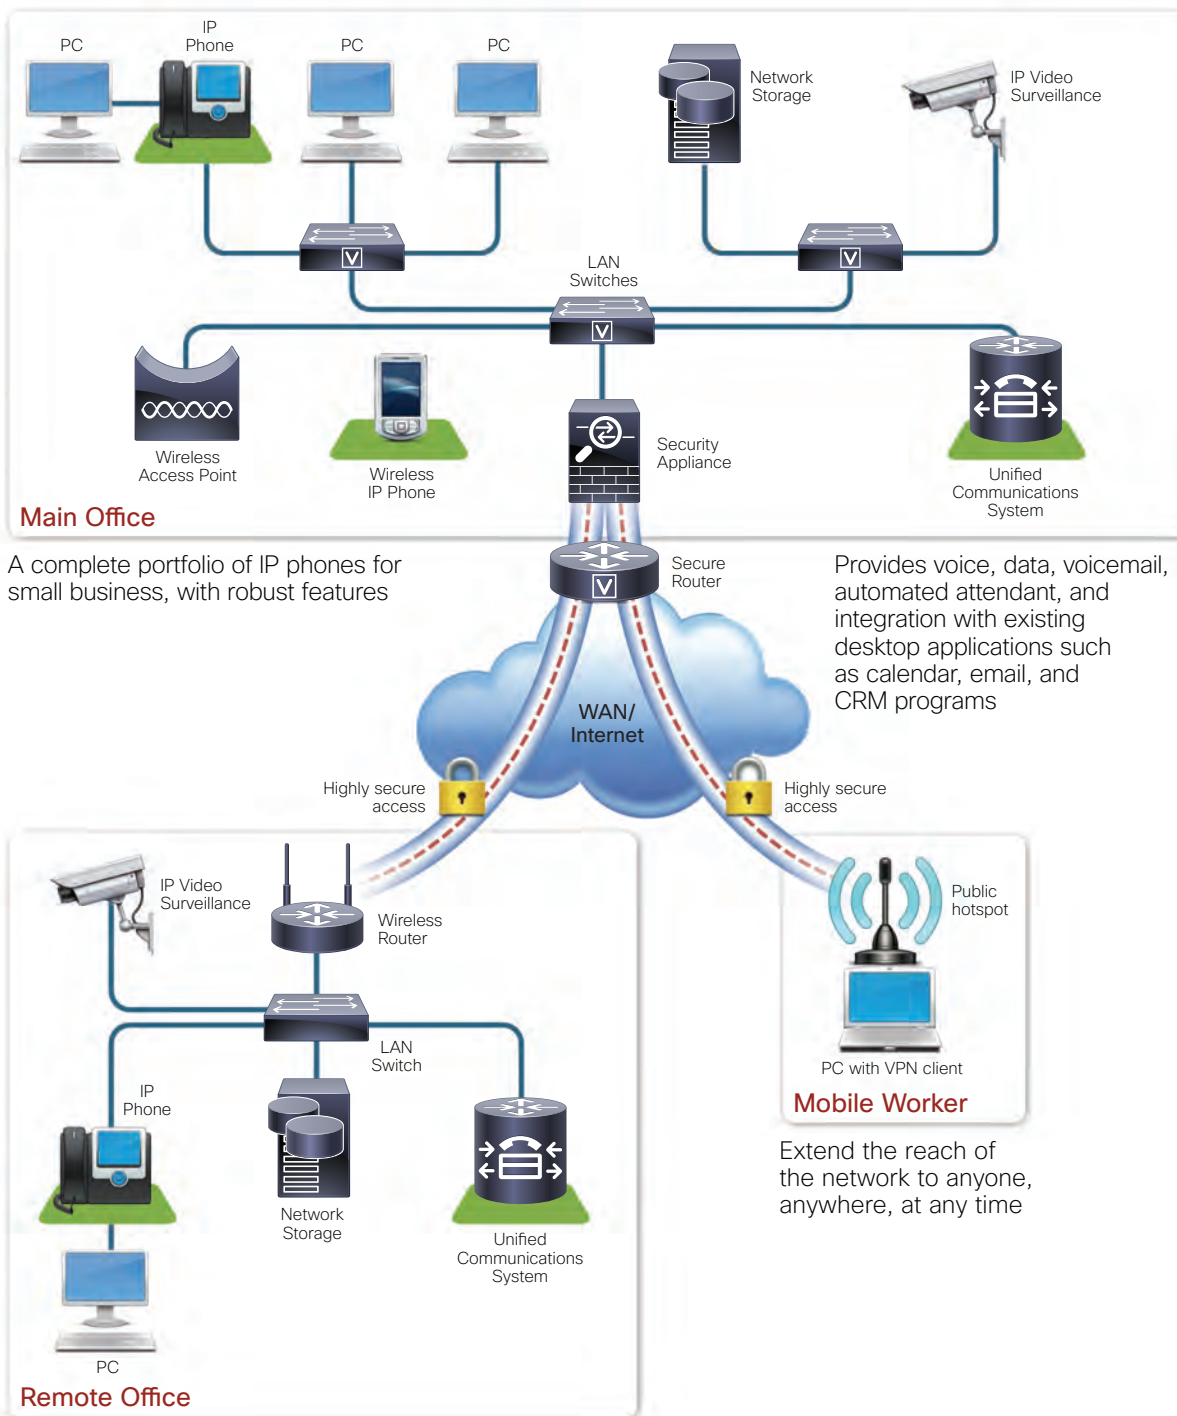 PC
IP
Phone
PC
PC
Network
Storage
IP Video
Surveillance
V
V
LAN
Switches
V
Wireless
Access Point
Wireless
IP Phone
Security
Appliance
Unified
Communications
System
Main Office
A complete portfolio of IP phones for
small business, with robust features
Secure
Router
V
Provides voice, data, voicemail,
automated attendant, and
integration with existing
desktop applications such
as calendar, email, and
CRM programs
WAN/
Internet
Highly secure
access
Highly secure
access
IP Video
Surveillance
Wireless
Router
Public
hotspot
LAN
Switch
PC with VPN client
Mobile Worker
IP
Phone
Extend the reach of
the network to anyone,
anywhere, at any time
Network
Storage
Unified
Communications
System
PC
Remote Office